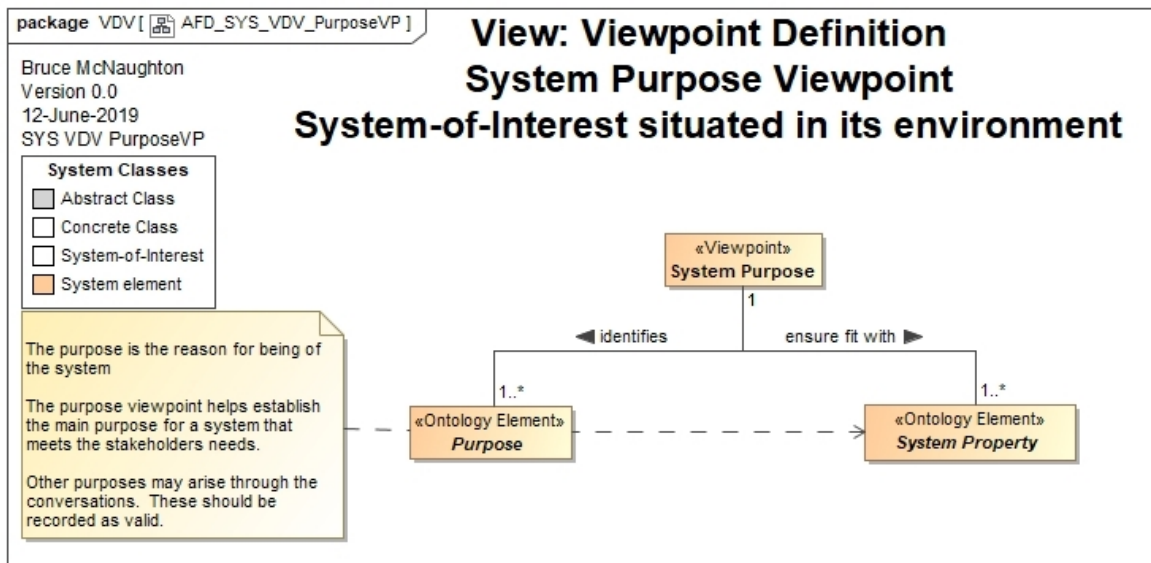 package VDV [ AFD_SYS_VDV_PurposeVP ]
View: Viewpoint Definition
System Purpose Viewpoint
System-of-Interest situated in its environment
Bruce McNaughton
Version 0.0
12-June-2019
SYS VDV PurposeVP
System Classes
Abstract Class
Concrete Class
System-of-Interest
System element
«Viewpoint»
System Purpose
1
identifies
ensure fit with
1..*
1..*
«Ontology Element»
Purpose
«Ontology Element»
System Property
The purpose is the reason for being of
the system
The purpose viewpoint helps establish
the main purpose for a system that
meets the stakeholders needs.
Other purposes may arise through the
conversations. These should be
recorded as valid.